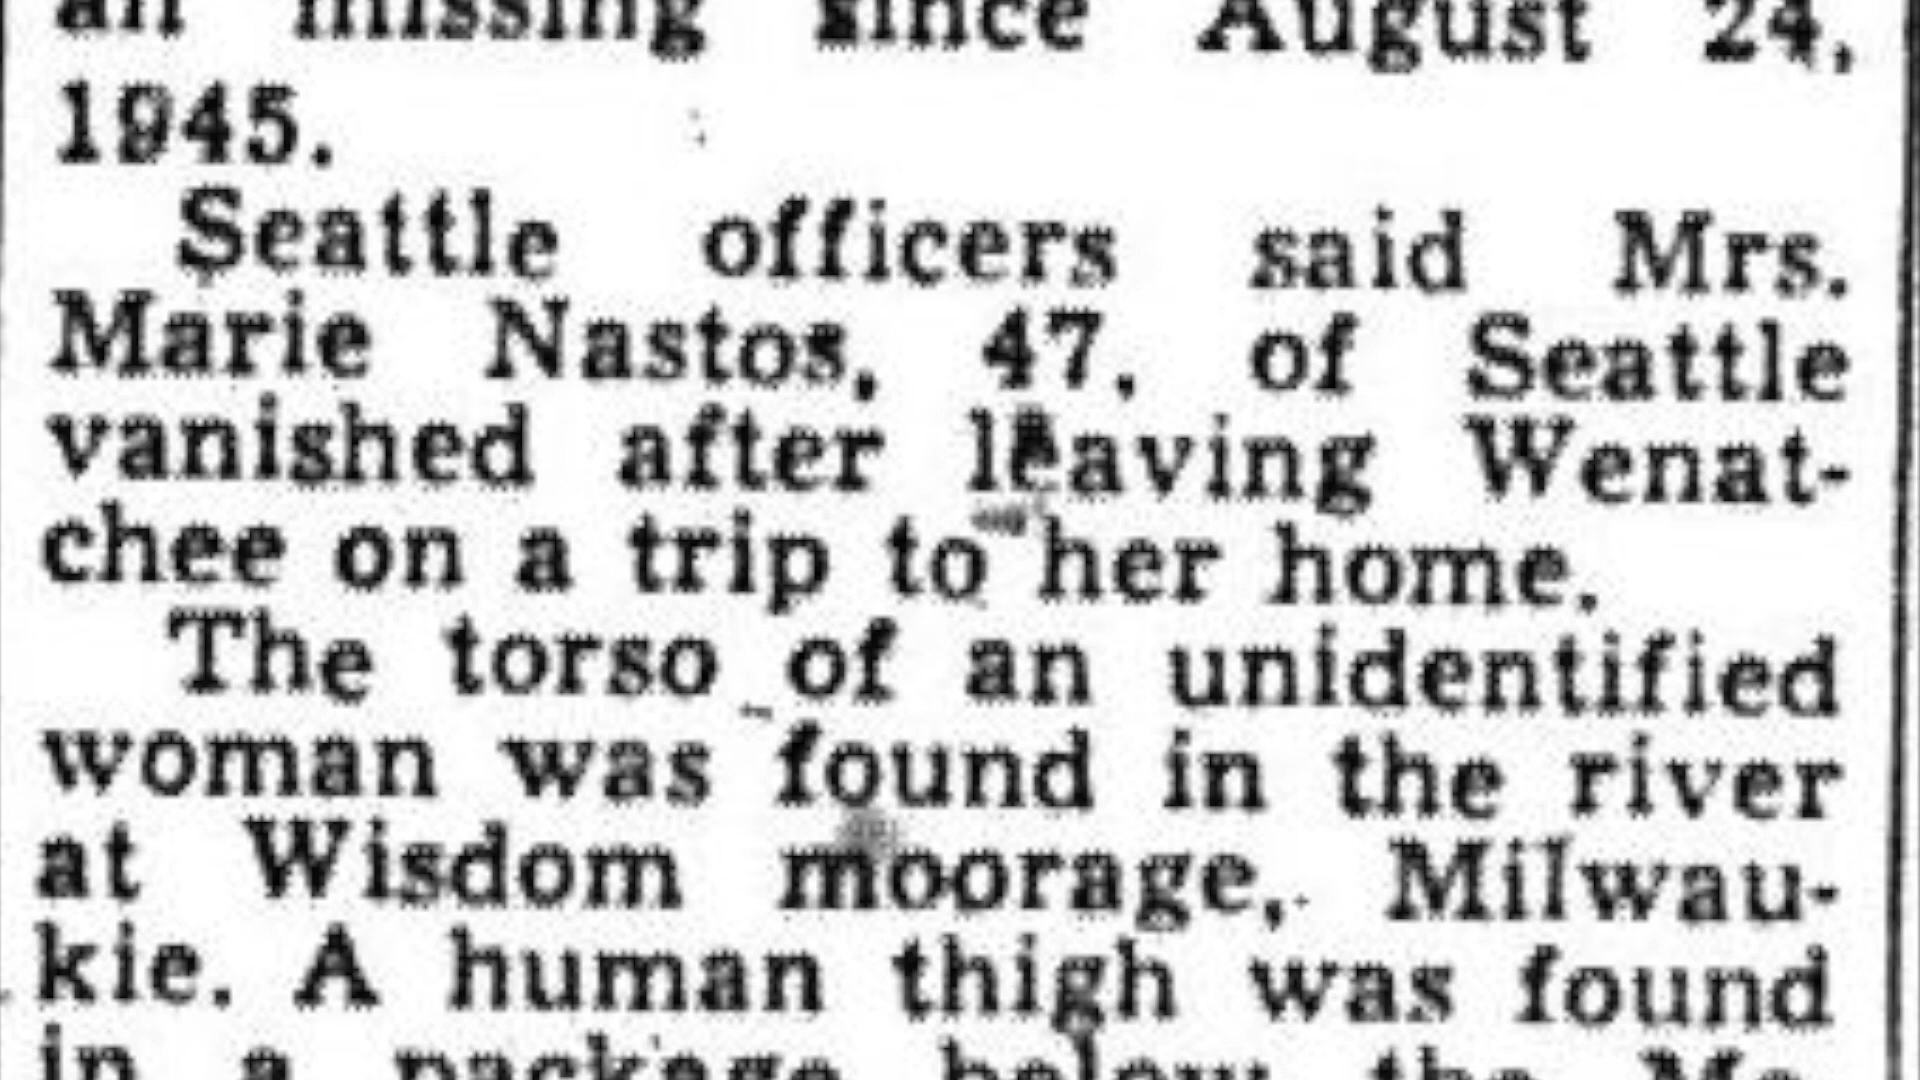 an missing since August 24,
1945.
Seattle officers said Mrs.
Marie Nastos, 47, of Seattle
vanished after leaving Wenat-
chee on a trip to her home.
The torso of an unidentified
woman was found in the river
at Wisdom moorage, Milwau-
kie. A human thigh was found
in a package below the Mc-